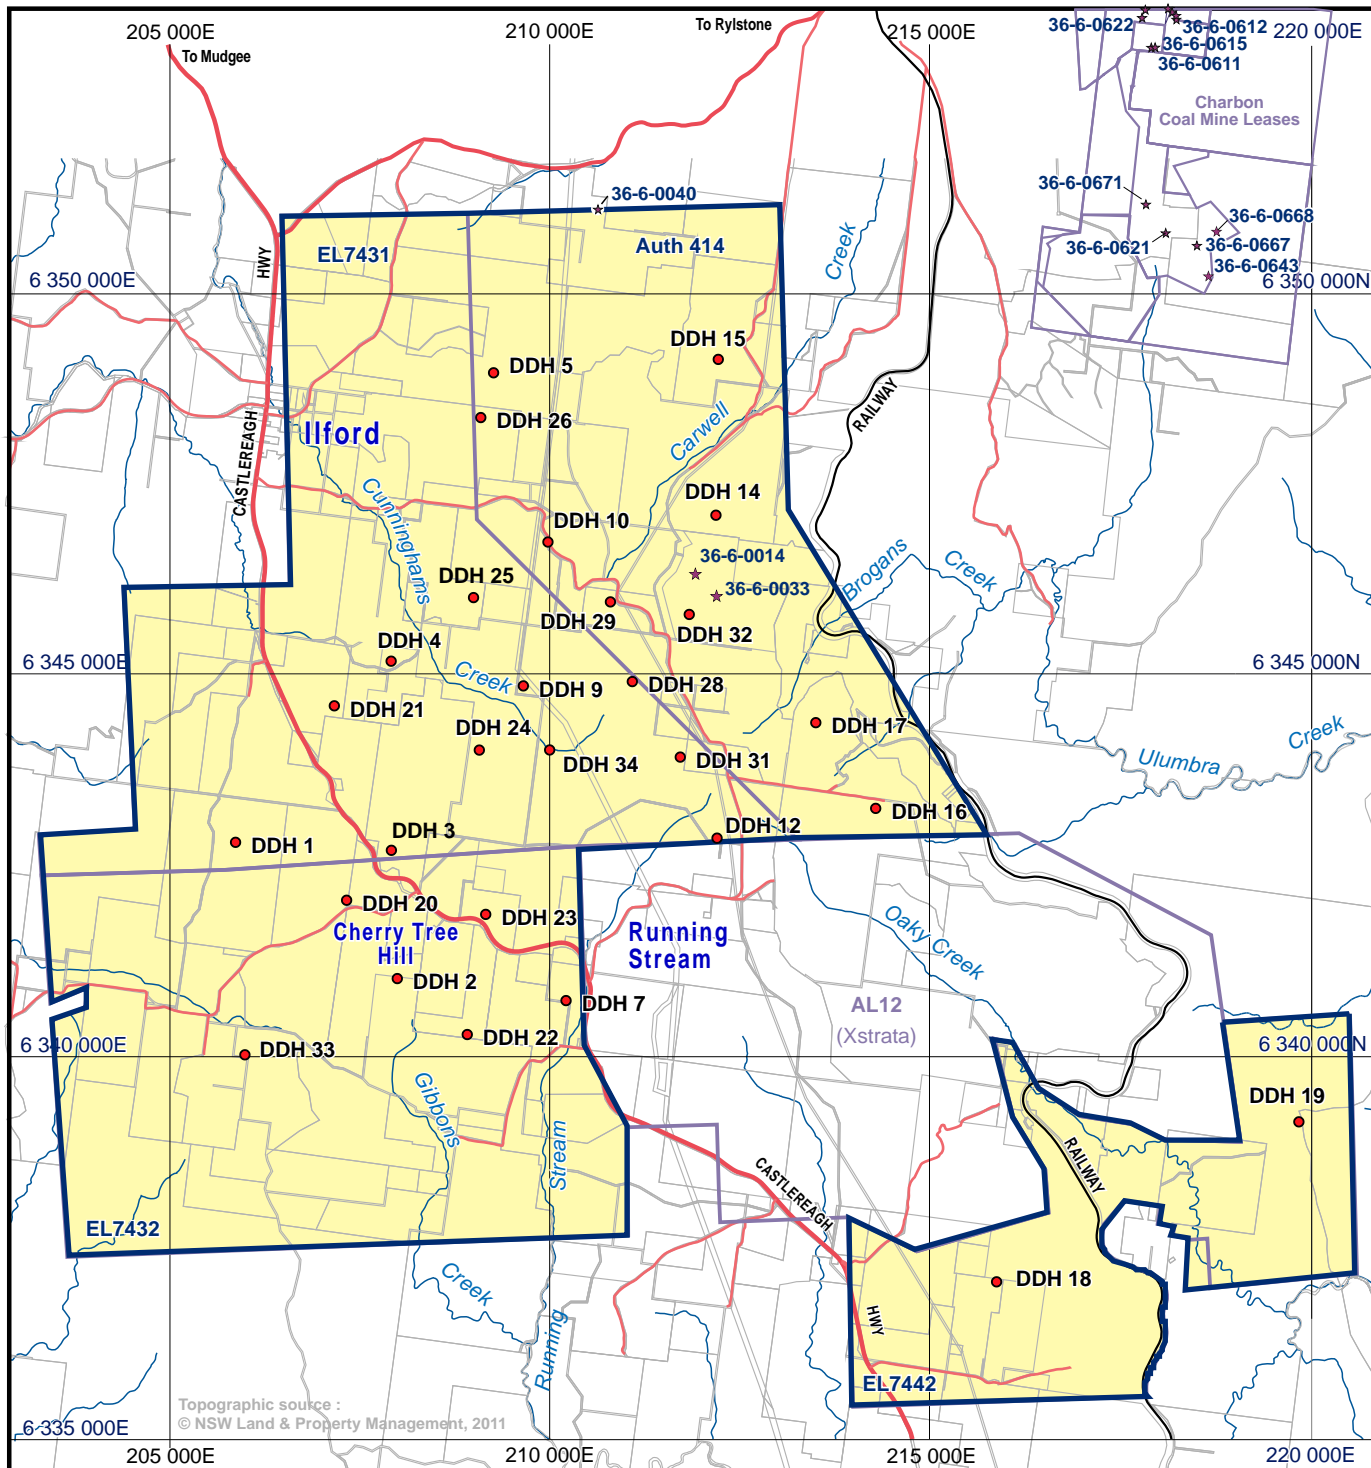 205 000E
210 000E
To Rylstone
215 000E
220 000E
To Mudgee
36-6-0622
36-6-0612
36-6-0615
36-6-0611
Charbon
Coal Mine Leases
36-6-0671
36-6-0668
36-6-0621
36-6-0667
36-6-0643
36-6-0040
EL7431
Auth 414
HWY
Creek
6 350 000E
6 350 000N
DDH 15
DDH 5
DDH 26
RAILWAY
CASTLEREAGH
Ilford
Carwell
Cunninghams
DDH 14
DDH 10
36-6-0014
36-6-0033
Brogans
Creek
DDH 25
DDH 29
DDH 32
DDH 4
6 345 000E
6 345 000N
Creek
DDH 9
DDH 28
DDH 21
DDH 17
DDH 24
DDH 34
DDH 31
Ulumbra
Creek
DDH 16
DDH 12
DDH 1
DDH 3
DDH 20
DDH 23
Cherry Tree
Hill
Running
Stream
Oaky Creek
DDH 2
DDH 7
AL12
(Xstrata)
DDH 22
DDH 33
6 340 000E
6 340 000N
Gibbons
DDH 19
Stream
RAILWAY
CASTLEREAGH
EL7432
Creek
DDH 18
HWY
Running
EL7442
Topographic source :
© NSW Land & Property Management, 2011
6 335 000E
205 000E
210 000E
215 000E
220 000E